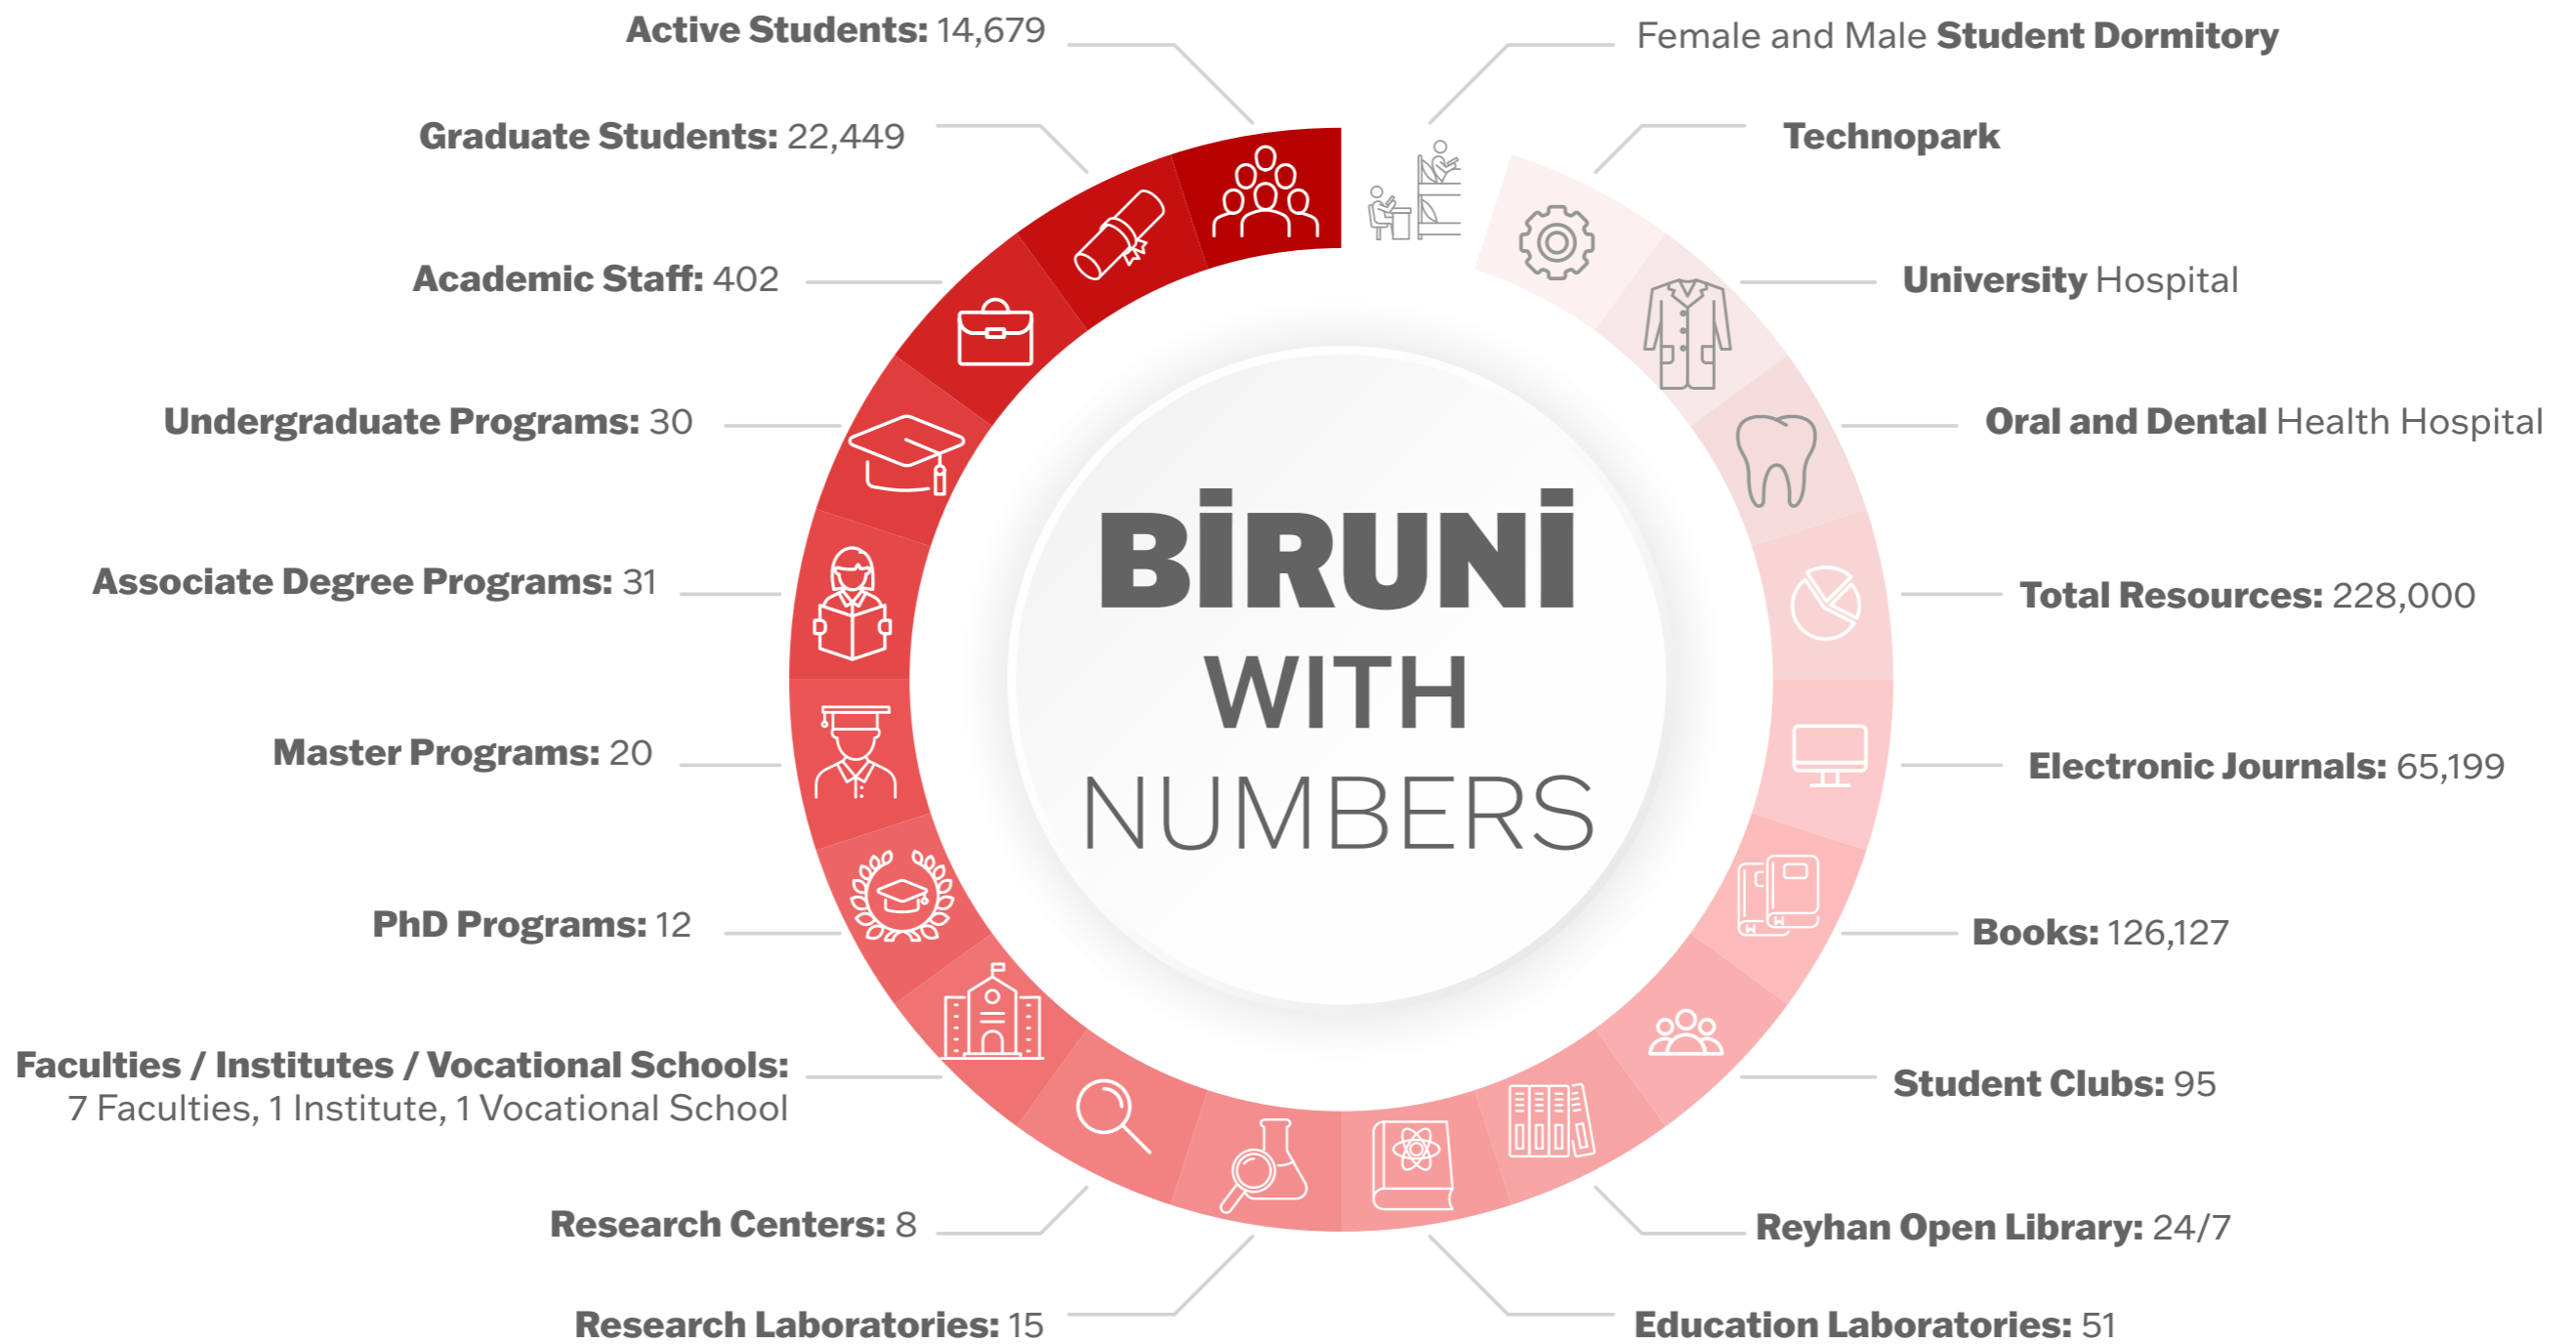 Active Students: 14,679
Graduate Students: 22,449
Academic Staff: 402
Undergraduate Programs: 30
Associate Degree Programs: 31
Master Programs: 20
PhD Programs: 12
Faculties / Institutes / Vocational Schools:
7 Faculties, 1 Institute, 1 Vocational School
Research Centers: 8
Research Laboratories: 15
BİRUNİ
WITH
NUMBERS
Female and Male Student Dormitory
Technopark
University Hospital
Oral and Dental Health Hospital
Total Resources: 228,000
Electronic Journals: 65,199
Books: 126,127
Student Clubs: 95
Reyhan Open Library: 24/7
Education Laboratories: 51